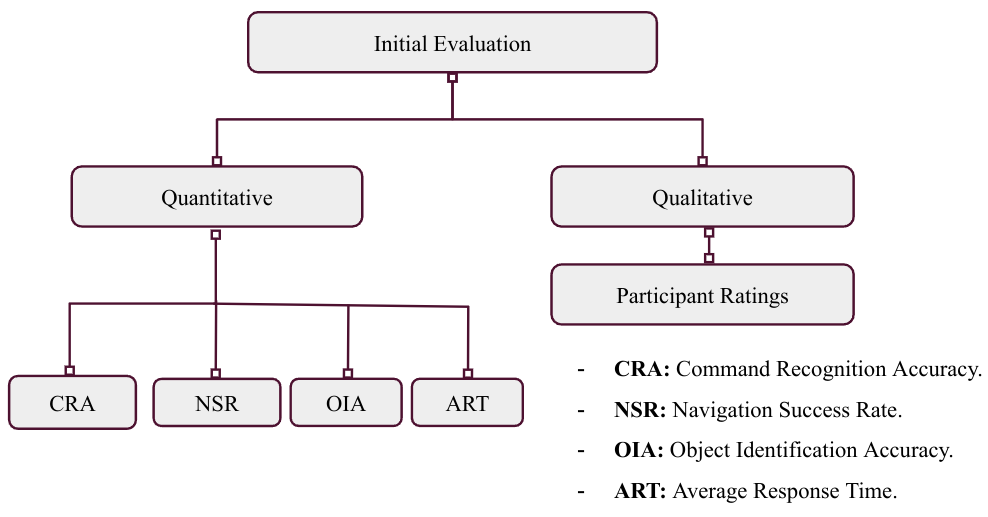 Initial Evaluation
Quantitative
Qualitative
Participant Ratings
CRA
NSR
OIA
ART
- CRA: Command Recognition Accuracy.
- NSR: Navigation Success Rate.
- OIA: Object Identification Accuracy.
- ART: Average Response Time.